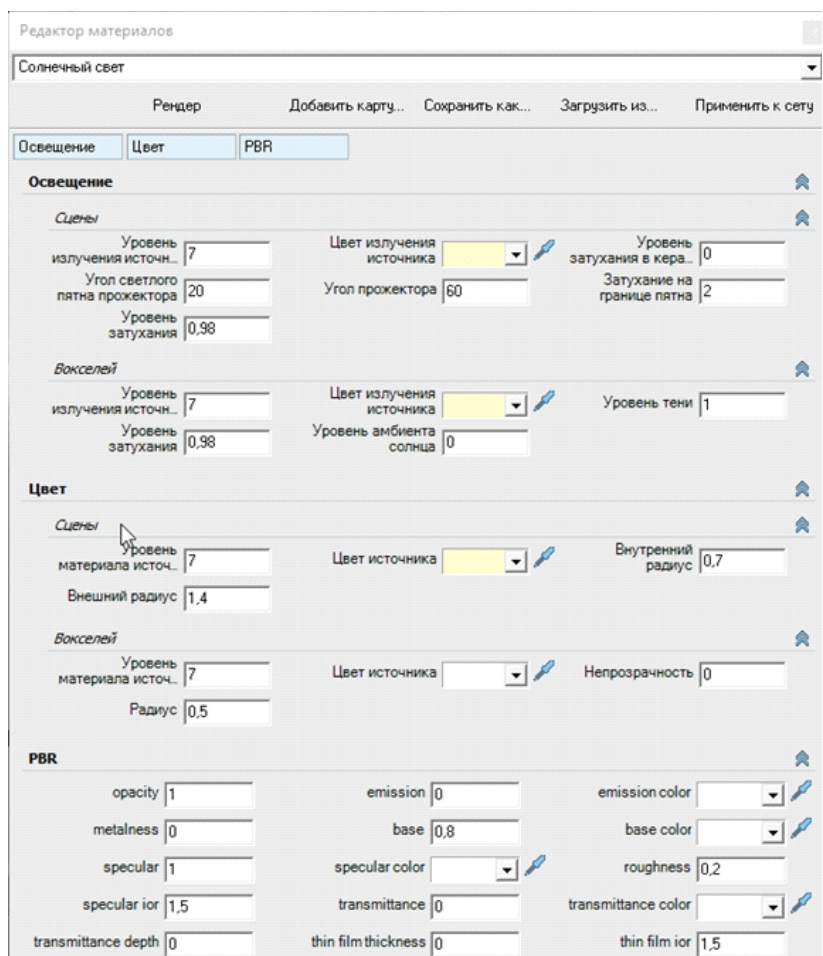 Редактор материалов
Солнечный свет
Рендер Добавить карту... Сохранить как... Загрузить из... Применить к сету
Освещение Цвет PBR
Освещение
Сцены
Уровень излучения источн... 7 Цвет излучения источника Уровень затухания в кера... 0
Угол светлого пятна прожектора 20 Угол прожектора 60 Затухание на границе пятна 2
Уровень затухания 0,98
Вокселей
Уровень излучения источн... 7 Цвет излучения источника Уровень тени 1
Уровень затухания 0,98 Уровень амбиента солнца 0
Цвет
Сцены
Уровень материала источ... 7 Цвет источника Внутренний радиус 0,7
Внешний радиус 1,4
Вокселей
Уровень материала источ... 7 Цвет источника Непрозрачность 0
Радиус 0,5
PBR
opacity 1 emission 0 emission color
metalness 0 base 0,8 base color
specular 1 specular color roughness 0,2
specular ior 1,5 transmittance 0 transmittance color
transmittance depth 0 thin film thickness 0 thin film ior 1,5